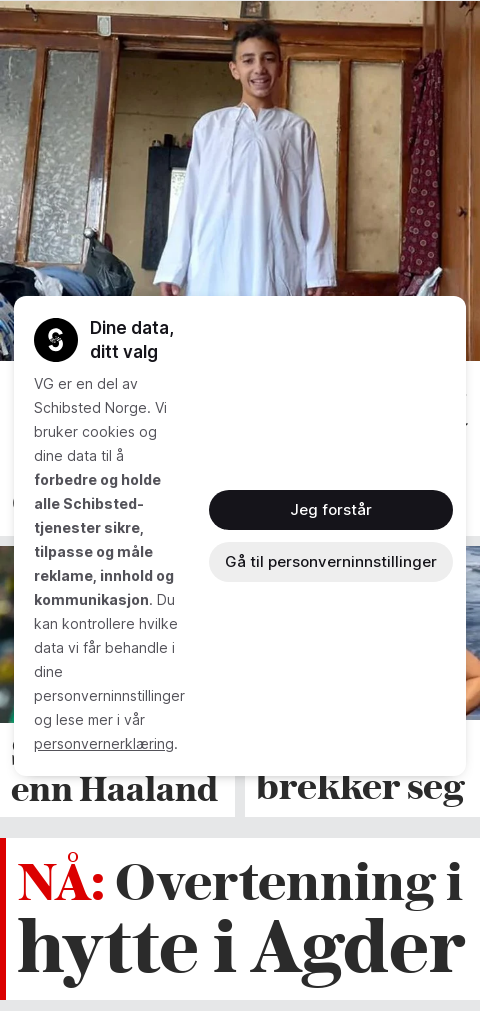 Dine data,
ditt valg
VG er en del av
Schibsted Norge. Vi
bruker cookies og
dine data til å
forbedre og holde
alle Schibsted-
tjenester sikre,
tilpasse og måle
reklame, innhold og
kommunikasjon. Du
kan kontrollere hvilke
data vi får behandle i
dine
personverninnstillinger
og lese mer i vår
personvernerklæring.
Jeg forstår
Gå til personverninnstillinger
enn Haaland
brekker seg
NÅ: Overtenning i
hytte i Agder